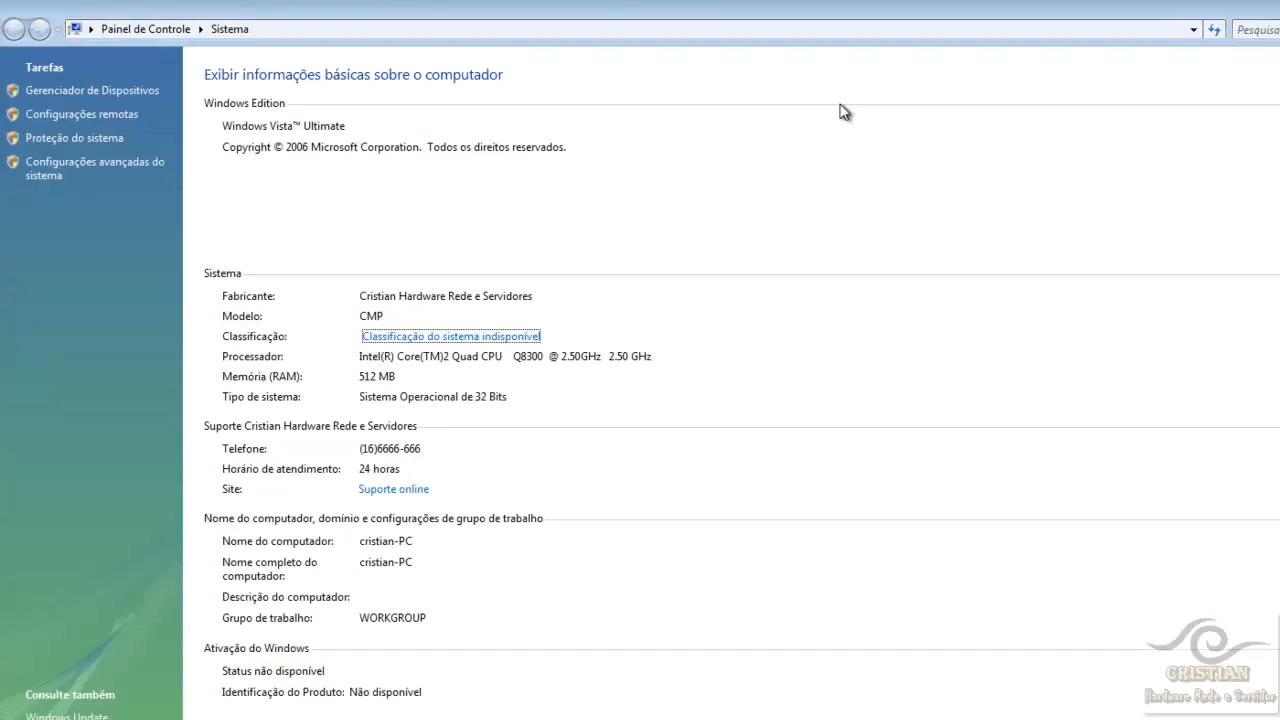 Painel de Controle Sistema
Pesquisa
Tarefas
Gerenciador de Dispositivos
Configurações remotas
Proteção do sistema
Configurações avançadas do
sistema
Exibir informações básicas sobre o computador
Windows Edition
Windows Vista™ Ultimate
Copyright © 2006 Microsoft Corporation. Todos os direitos reservados.
Sistema
Fabricante: Cristian Hardware Rede e Servidores
Modelo: CMP
Classificação: Classificação do sistema indisponível
Processador: Intel(R) Core(TM)2 Quad CPU Q8300 @ 2.50GHz 2.50 GHz
Memória (RAM): 512 MB
Tipo de sistema: Sistema Operacional de 32 Bits
Suporte Cristian Hardware Rede e Servidores
Telefone: (16)6666-666
Horário de atendimento: 24 horas
Site: Suporte online
Nome do computador, domínio e configurações de grupo de trabalho
Nome do computador: cristian-PC
Nome completo do cristian-PC
computador:
Descrição do computador:
Grupo de trabalho: WORKGROUP
Ativação do Windows
Status não disponível
Identificação do Produto: Não disponível
Consulte também
Windows Update
CRISTIAN
Hardware Rede e Servidor